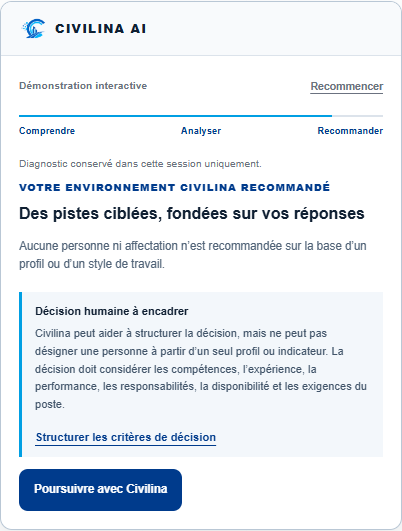 CIVILINA AI
Démonstration interactive
Recommencer
Comprendre
Analyser
Recommander
Diagnostic conservé dans cette session uniquement.
VOTRE ENVIRONNEMENT CIVILINA RECOMMANDÉ
Des pistes ciblées, fondées sur vos réponses
Aucune personne ni affectation n’est recommandée sur la base d’un
profil ou d’un style de travail.
Décision humaine à encadrer
Civilina peut aider à structurer la décision, mais ne peut pas
désigner une personne à partir d’un seul profil ou indicateur. La
décision doit considérer les compétences, l’expérience, la
performance, les responsabilités, la disponibilité et les exigences du
poste.
Structurer les critères de décision
Poursuivre avec Civilina